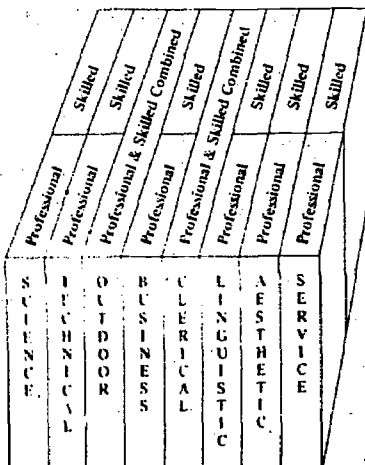 Skilled
Skilled
Professional & Skilled Combined
Skilled
Professional & Skilled Combined
Skilled
Skilled
Skilled
Professional
Professional
Professional
Professional
Professional
Professional
SCIENCE
TECHNICAL
OUTDOOR
BUSINESS
CLERICAL
LINGUISTIC
AESTHETIC
SERVICE